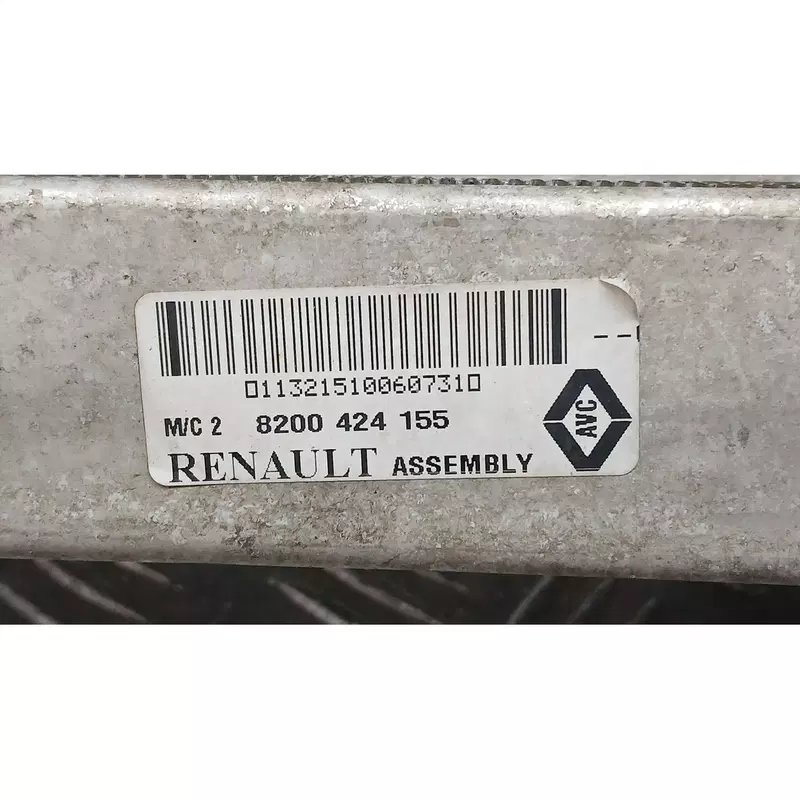 0113215100607310
M/C 2 8200 424 155
RENAULT ASSEMBLY
AVC